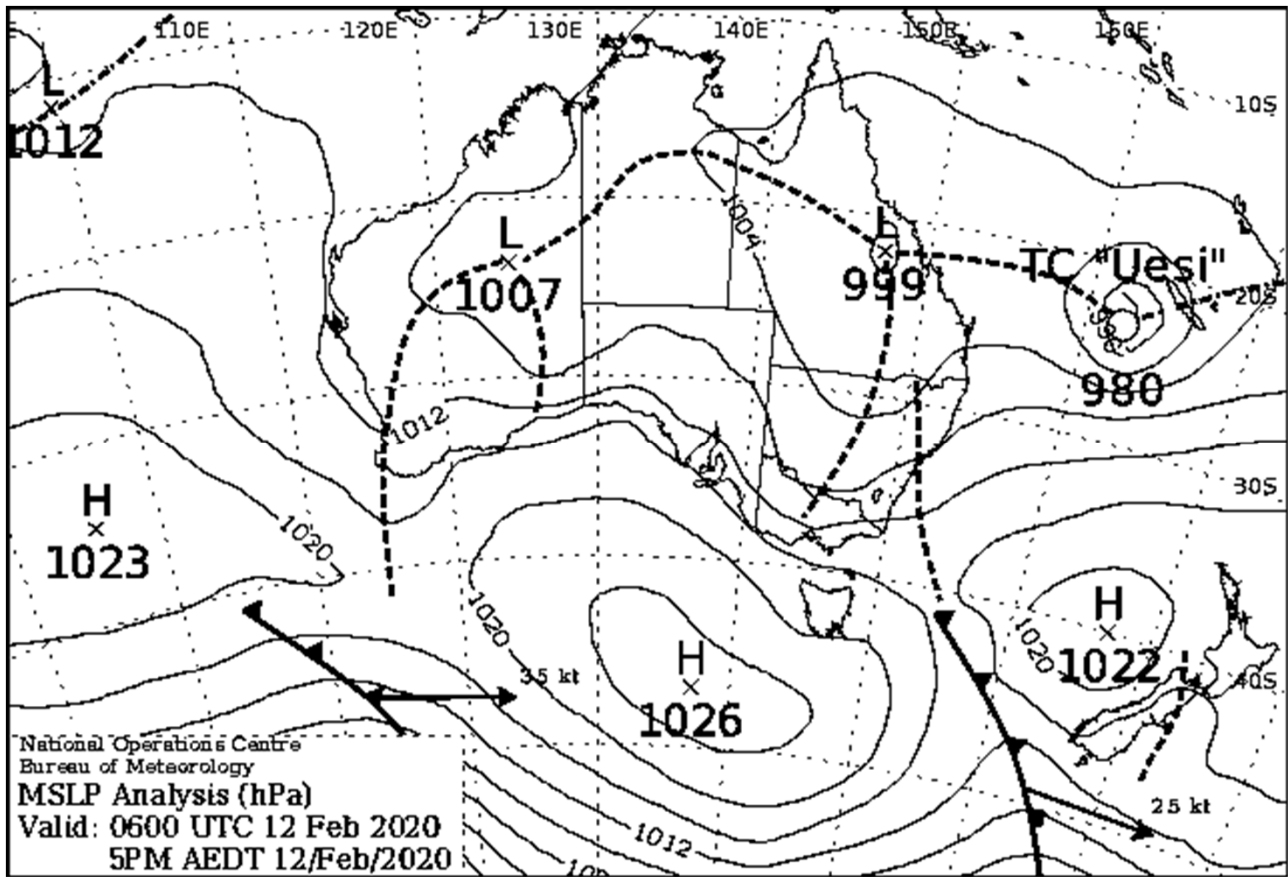 110E 120E 130E 140E 150E 160E
L
1012
10S
L
1007
1004
L
999
TC "Uesi"
20S
980
1012
30S
H
1023
1020
1020
H
1026
1020
H
1022
40S
35 kt
25 kt
1012
National Operations Centre
Bureau of Meteorology
MSLP Analysis (hPa)
Valid: 0600 UTC 12 Feb 2020
5PM AEDT 12/Feb/2020